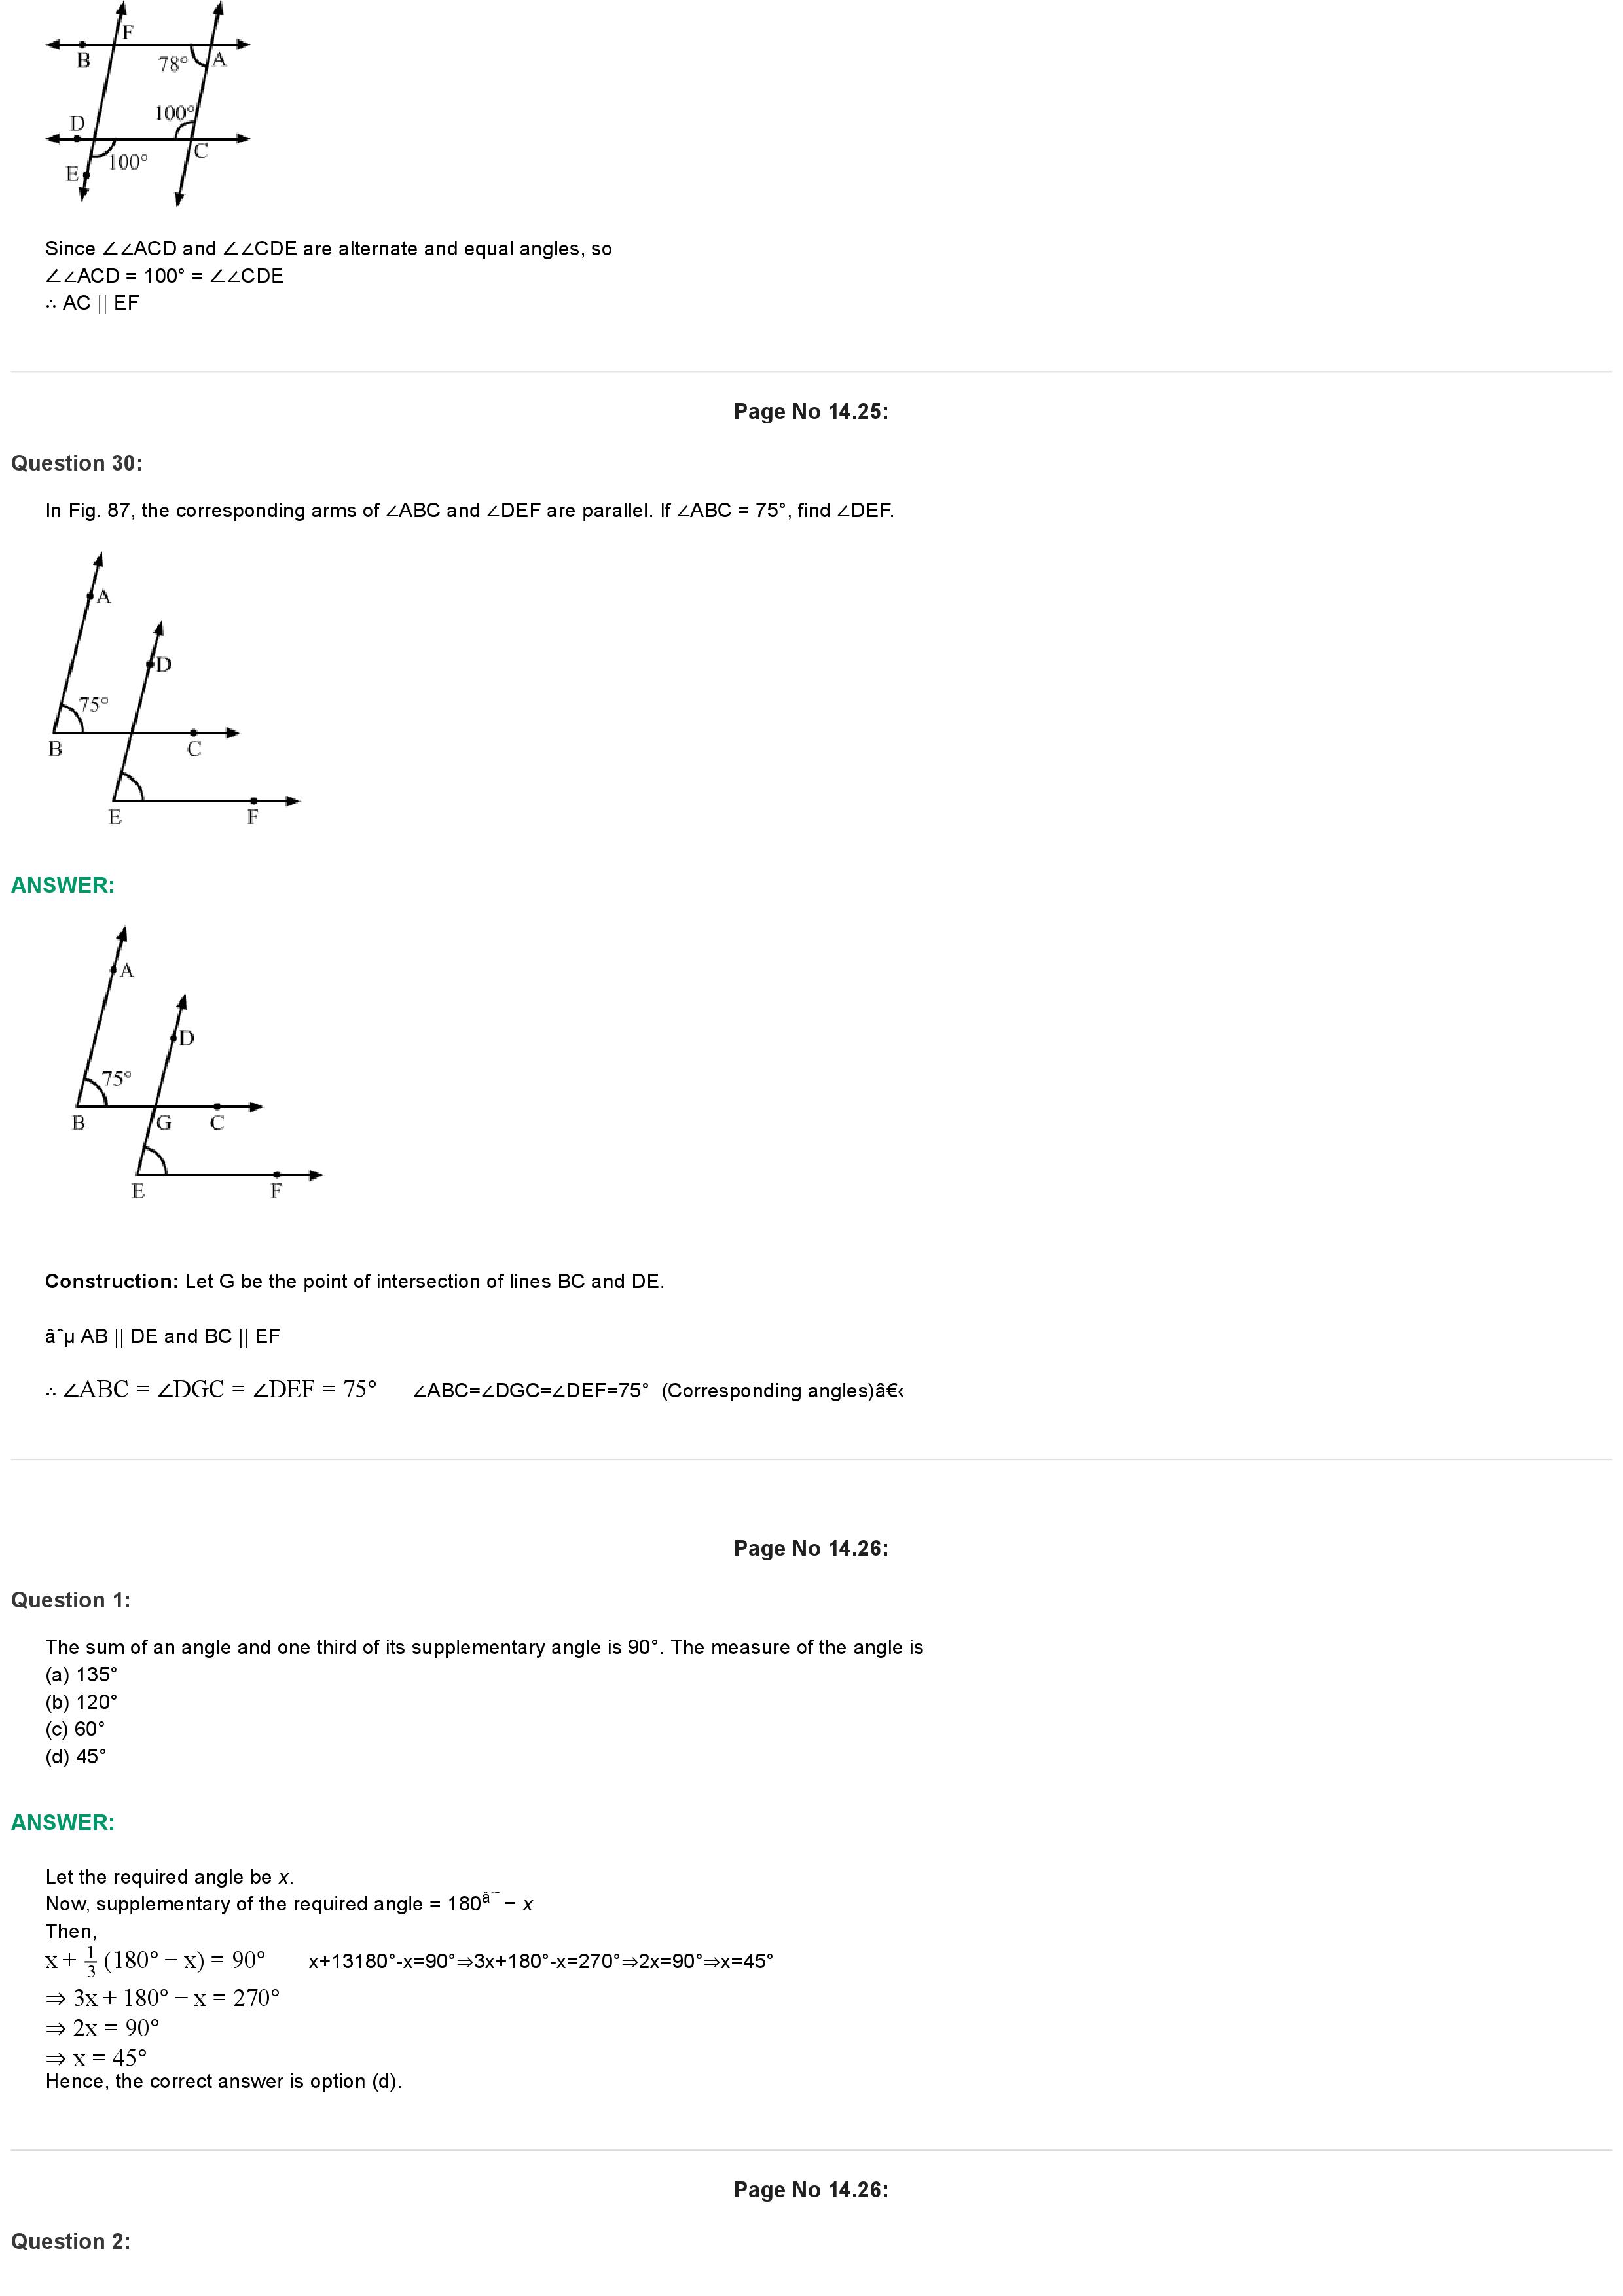 F
B
78°
A
D
100°
C
E
100°
Since ∠∠ACD and ∠∠CDE are alternate and equal angles, so
∠∠ACD = 100° = ∠∠CDE
∴ AC || EF
Page No 14.25:
Question 30:
In Fig. 87, the corresponding arms of ∠ABC and ∠DEF are parallel. If ∠ABC = 75°, find ∠DEF.
A
D
75°
B
C
E
F
ANSWER:
A
D
75°
B
G
C
E
F
Construction: Let G be the point of intersection of lines BC and DE.
âˆµ AB || DE and BC || EF
∴ ∠ABC = ∠DGC = ∠DEF = 75° ∠ABC=∠DGC=∠DEF=75° (Corresponding angles)â€‹
Page No 14.26:
Question 1:
The sum of an angle and one third of its supplementary angle is 90°. The measure of the angle is
(a) 135°
(b) 120°
(c) 60°
(d) 45°
ANSWER:
Let the required angle be x.
Now, supplementary of the required angle = 180âˆ˜ − x
Then,
x + 1/3 (180° − x) = 90° x+13180°-x=90°⇒3x+180°-x=270°⇒2x=90°⇒x=45°
⇒ 3x + 180° − x = 270°
⇒ 2x = 90°
⇒ x = 45°
Hence, the correct answer is option (d).
Page No 14.26:
Question 2: